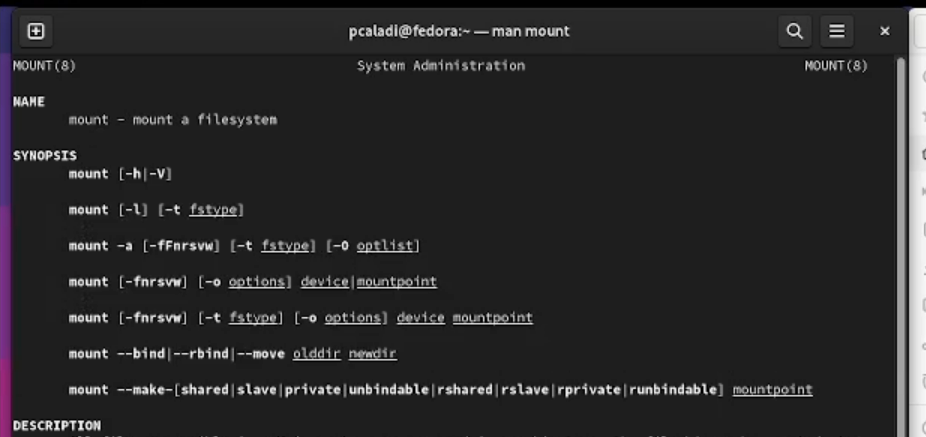 pcaladi@fedora:~ — man mount
MOUNT(8) System Administration MOUNT(8)
NAME
mount - mount a filesystem
SYNOPSIS
mount [-h|-V]
mount [-l] [-t fstype]
mount -a [-fFnrsvw] [-t fstype] [-O optlist]
mount [-fnrsvw] [-o options] device|mountpoint
mount [-fnrsvw] [-t fstype] [-o options] device mountpoint
mount --bind|--rbind|--move olddir newdir
mount --make-[shared|slave|private|unbindable|rshared|rslave|rprivate|runbindable] mountpoint
DESCRIPTION